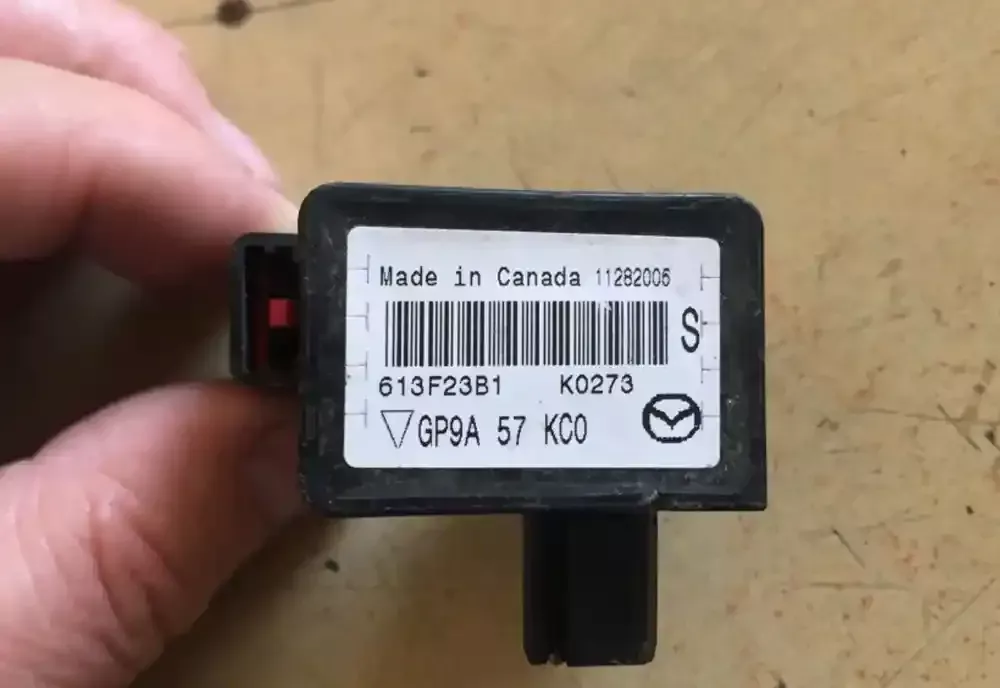 Made in Canada 11282006
S
613F23B1 K0273
▽GP9A 57 KC0